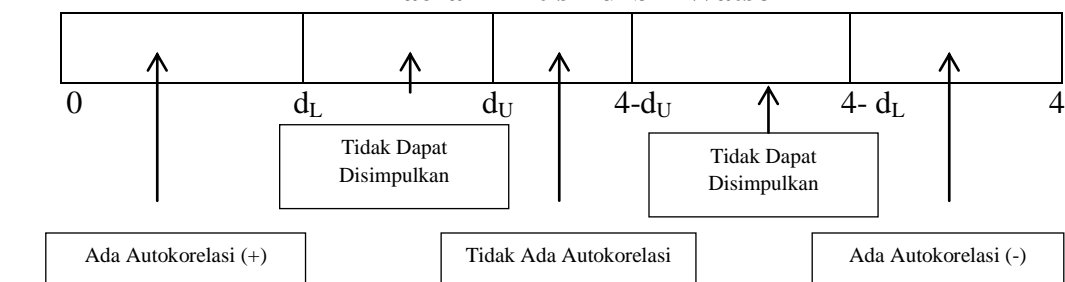 0 dL dU 4-dU 4- dL 4
Tidak Dapat
Disimpulkan
Tidak Dapat
Disimpulkan
Ada Autokorelasi (+) Tidak Ada Autokorelasi Ada Autokorelasi (-)